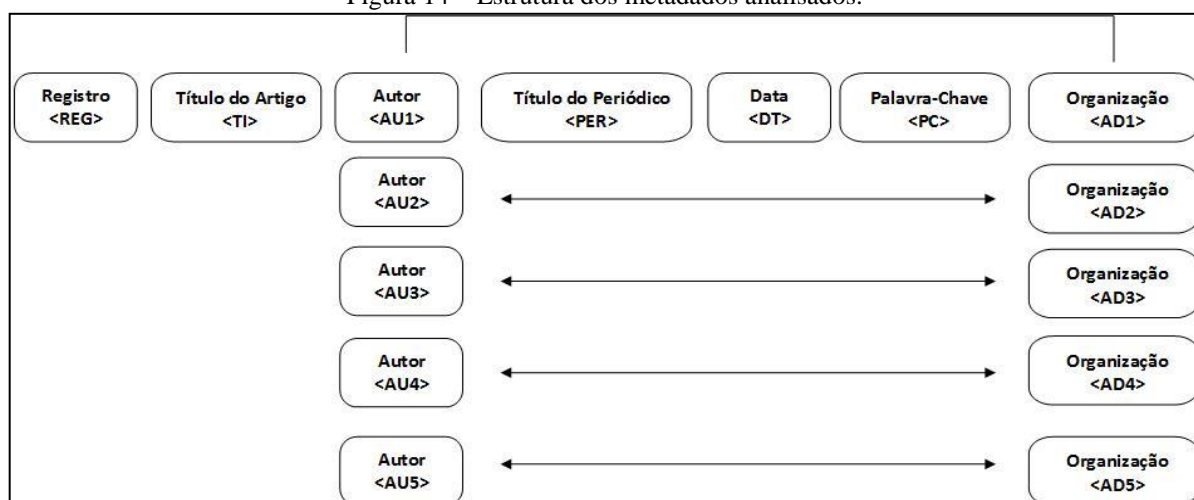 Figura 14 – Estrutura dos metadados analisados.
Registro
<REG>
Título do Artigo
<TI>
Autor
<AU1>
Título do Periódico
<PER>
Data
<DT>
Palavra-Chave
<PC>
Organização
<AD1>
Autor
<AU2>
Organização
<AD2>
Autor
<AU3>
Organização
<AD3>
Autor
<AU4>
Organização
<AD4>
Autor
<AU5>
Organização
<AD5>